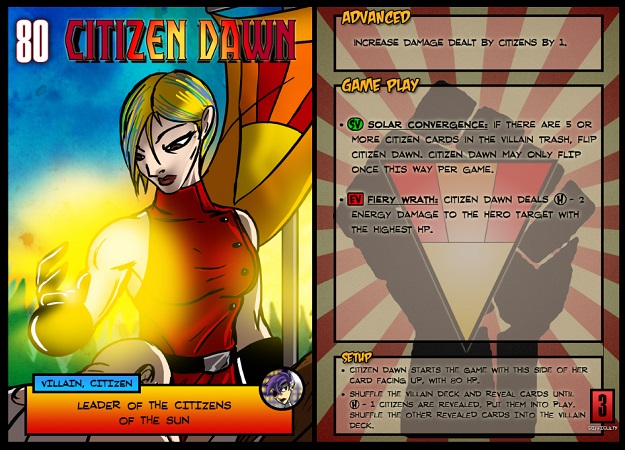 80 CITIZEN DAWN
VILLAIN, CITIZEN
LEADER OF THE CITIZENS
OF THE SUN
ADVANCED
INCREASE DAMAGE DEALT BY CITIZENS BY 1.
GAME PLAY
• SV SOLAR CONVERGENCE: IF THERE ARE 5 OR
MORE CITIZEN CARDS IN THE VILLAIN TRASH, FLIP
CITIZEN DAWN. CITIZEN DAWN MAY ONLY FLIP
ONCE THIS WAY PER GAME.
• EV FIERY WRATH: CITIZEN DAWN DEALS H - 2
ENERGY DAMAGE TO THE HERO TARGET WITH
THE HIGHEST HP.
SETUP
• CITIZEN DAWN STARTS THE GAME WITH THIS SIDE OF HER
CARD FACING UP, WITH 80 HP.
• SHUFFLE THE VILLAIN DECK AND REVEAL CARDS UNTIL
H - 1 CITIZENS ARE REVEALED. PUT THEM INTO PLAY.
SHUFFLE THE OTHER REVEALED CARDS INTO THE VILLAIN
DECK.
3
DIFFICULTY